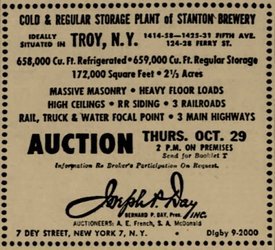 COLD & REGULAR STORAGE PLANT of STANTON BREWERY
IDEALLY SITUATED IN TROY, N.Y. 1414-58—1425-31 FIFTH AVE. 124-28 FERRY ST.
658,000 Cu. Ft. Refrigerated • 659,000 Cu. Ft. Regular Storage
172,000 Square Feet • 2½ Acres
MASSIVE MASONRY • HEAVY FLOOR LOADS
HIGH CEILINGS • RR SIDING • 3 RAILROADS
RAIL, TRUCK & WATER FOCAL POINT • 3 MAIN HIGHWAYS
AUCTION THURS. OCT. 29
2 P.M. ON PREMISES
Send for Booklet T
Information Re Broker's Participation On Request.
Joseph P. Day INC.
BERNARD P. DAY, Pres.
AUCTIONEERS: A. E. French, S. A. McDonald
7 DEY STREET, NEW YORK 7, N. Y. DIgby 9-2000